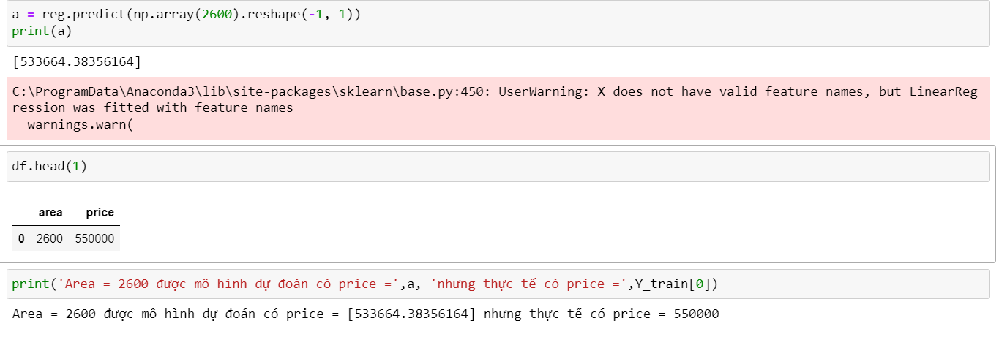 a = reg.predict(np.array(2600).reshape(-1, 1))
print(a)
[533664.38356164]
C:\ProgramData\Anaconda3\lib\site-packages\sklearn\base.py:450: UserWarning: X does not have valid feature names, but LinearReg
ression was fitted with feature names
  warnings.warn(
df.head(1)
area price
0 2600 550000
print('Area = 2600 được mô hình dự đoán có price =',a, 'nhưng thực tế có price =',Y_train[0])
Area = 2600 được mô hình dự đoán có price = [533664.38356164] nhưng thực tế có price = 550000